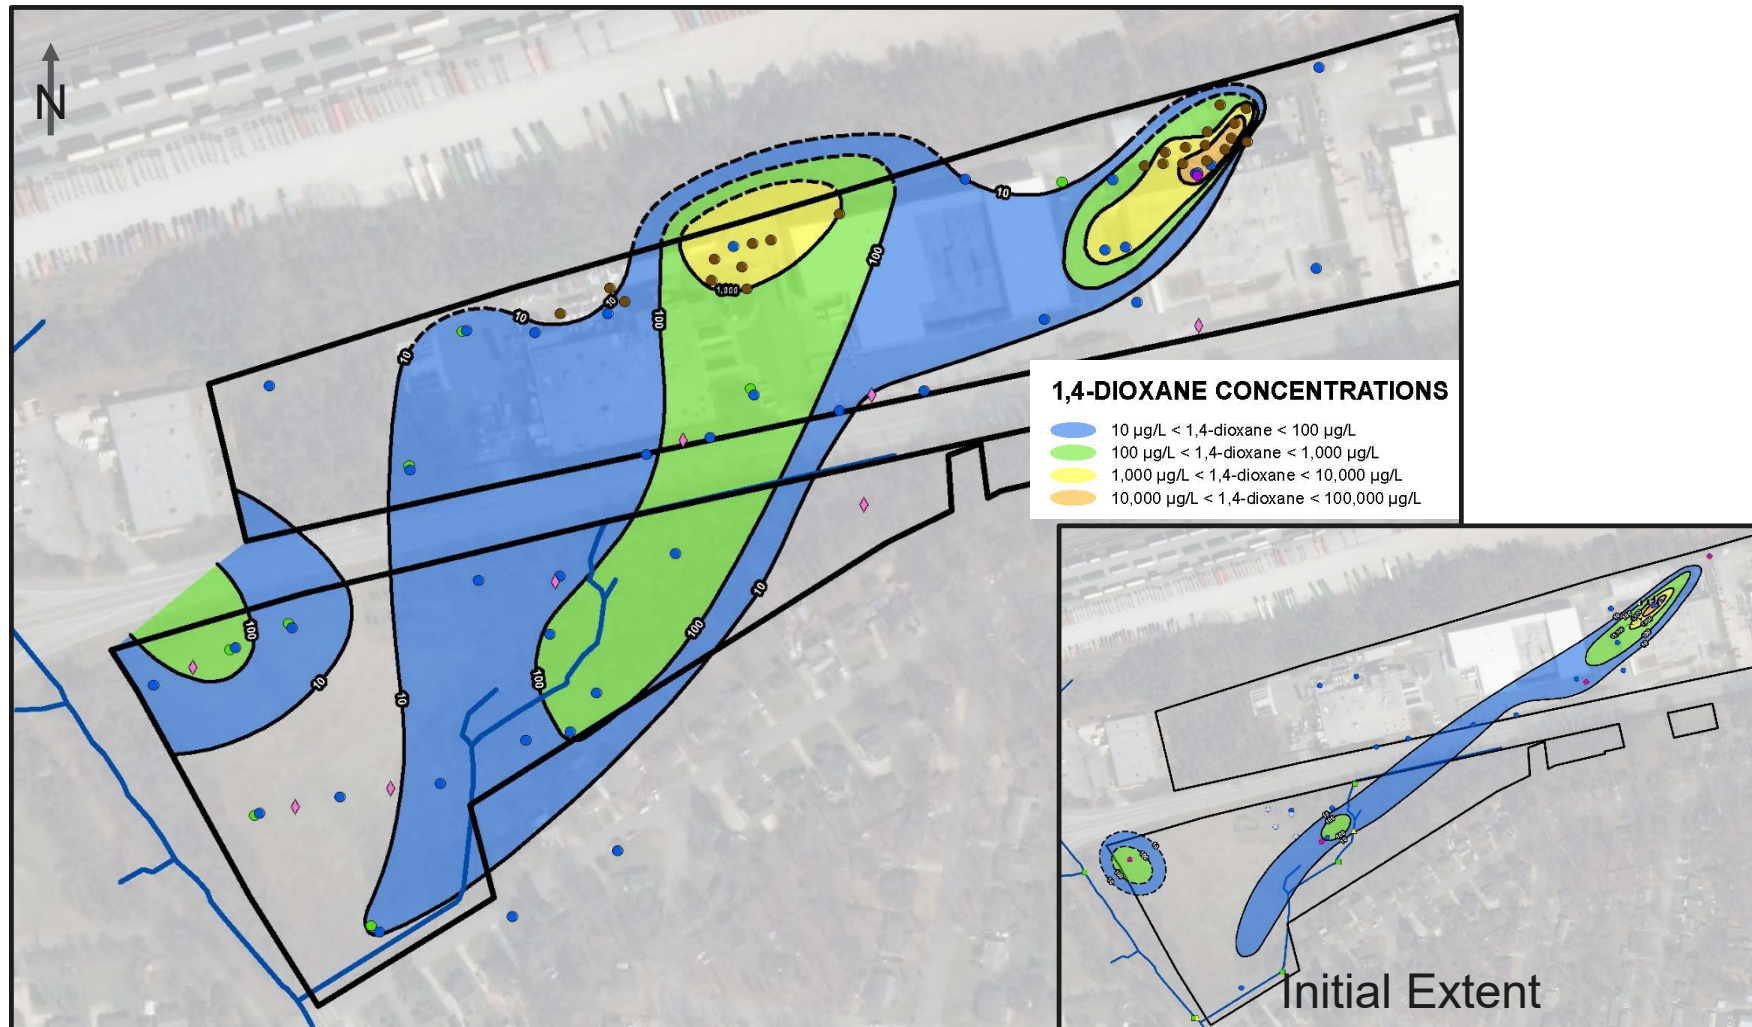 N
10
10
100
10
10
10
1,000
100
1,4-DIOXANE CONCENTRATIONS
10 µg/L < 1,4-dioxane < 100 µg/L
100 µg/L < 1,4-dioxane < 1,000 µg/L
1,000 µg/L < 1,4-dioxane < 10,000 µg/L
10,000 µg/L < 1,4-dioxane < 100,000 µg/L
10
100
100
100
10
10
Initial Extent